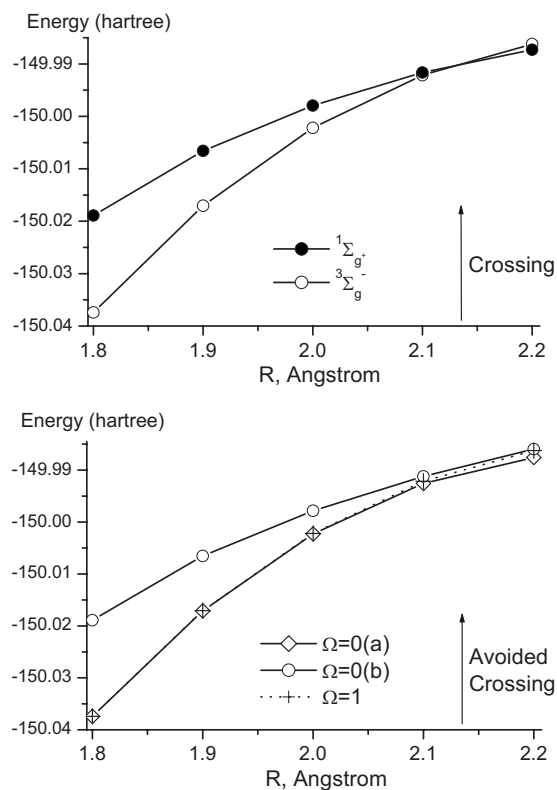 Energy (hartree)
-149.99
-150.00
-150.01
-150.02
-150.03
-150.04
¹Σg⁺
³Σg⁻
Crossing
1.8 1.9 2.0 2.1 2.2
R, Angstrom
Energy (hartree)
-149.99
-150.00
-150.01
-150.02
-150.03
-150.04
Ω=0(a)
Ω=0(b)
Ω=1
Avoided
Crossing
1.8 1.9 2.0 2.1 2.2
R, Angstrom